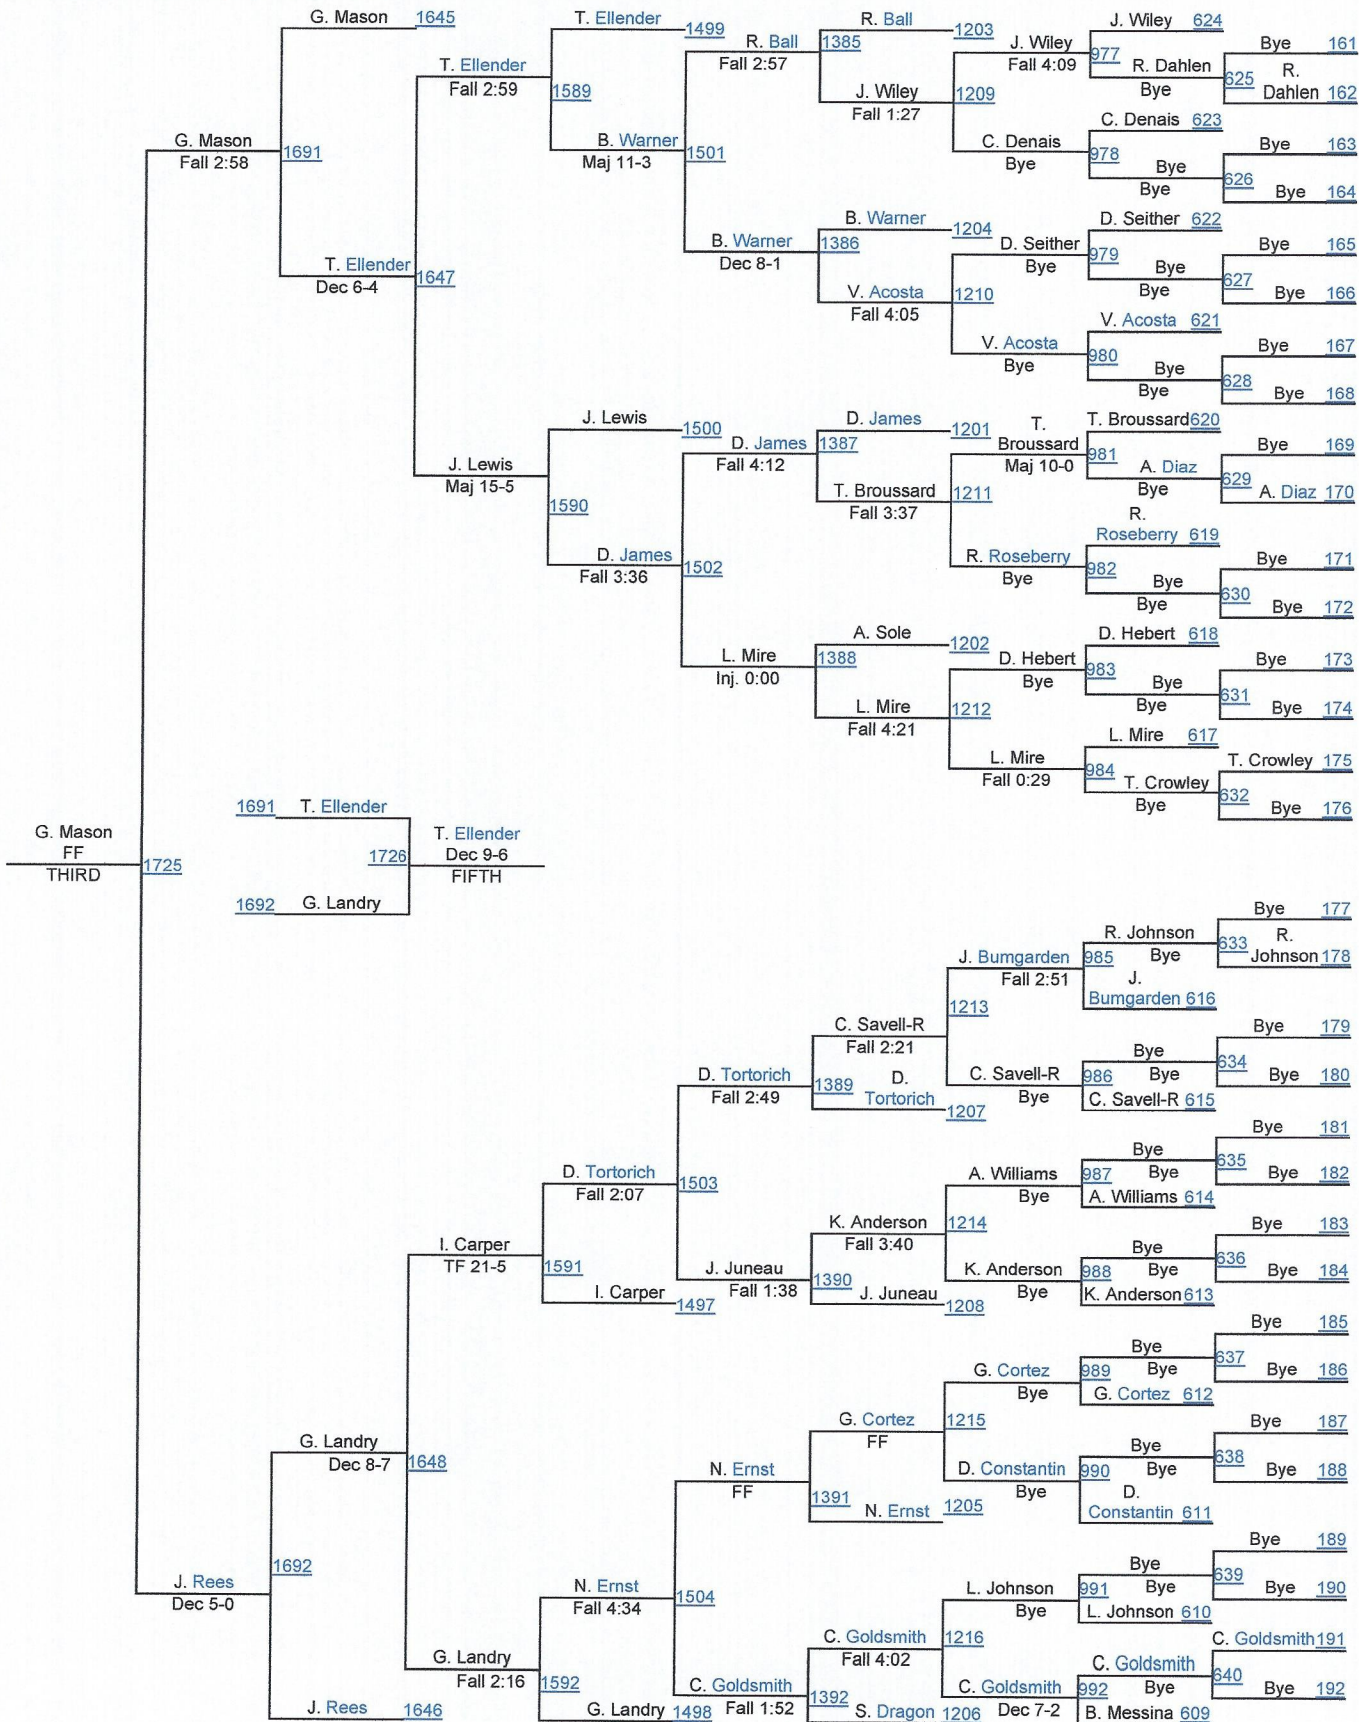 G. Mason 1645
T. Ellender 1499
R. Ball 1203
J. Wiley 624
Bye 161
R. Ball 1385
Fall 2:57
J. Wiley 977
Fall 4:09
R. Dahlen 625
Bye
R.
Dahlen 162
T. Ellender
Fall 2:59
1589
J. Wiley 1209
Fall 1:27
C. Denais 623
Bye 163
G. Mason 1691
Fall 2:58
B. Warner 1501
Maj 11-3
C. Denais 978
Bye
Bye 626
Bye
Bye 164
B. Warner 1204
D. Seither 622
Bye 165
B. Warner 1386
Dec 8-1
D. Seither 979
Bye
Bye 627
Bye
Bye 166
T. Ellender 1647
Dec 6-4
V. Acosta 1210
Fall 4:05
V. Acosta 621
Bye 167
V. Acosta 980
Bye
Bye 628
Bye
Bye 168
J. Lewis 1500
D. James 1201
T.
Broussard 981
Maj 10-0
T. Broussard 620
Bye 169
D. James 1387
Fall 4:12
A. Diaz 629
Bye
A. Diaz 170
J. Lewis
Maj 15-5
1590
T. Broussard 1211
Fall 3:37
R.
Roseberry 619
Bye 171
D. James 1502
Fall 3:36
R. Roseberry 982
Bye
Bye 630
Bye
Bye 172
A. Sole 1202
D. Hebert 618
Bye 173
L. Mire 1388
Inj. 0:00
D. Hebert 983
Bye
Bye 631
Bye
Bye 174
L. Mire 1212
Fall 4:21
L. Mire 617
T. Crowley 175
L. Mire 984
Fall 0:29
T. Crowley 632
Bye
Bye 176
1691 T. Ellender
G. Mason
FF
THIRD
1725
1726
T. Ellender
Dec 9-6
FIFTH
1692 G. Landry
Bye 177
R. Johnson 633
Bye
R.
Johnson 178
J. Bumgarden 985
Fall 2:51
J.
Bumgarden 616
1213
C. Savell-R
Fall 2:21
Bye 179
Bye 634
Bye
Bye 180
D. Tortorich 1389
Fall 2:49
D.
Tortorich 1207
C. Savell-R 986
Bye
C. Savell-R 615
Bye 181
D. Tortorich 1503
Fall 2:07
A. Williams 987
Bye
Bye 635
Bye
Bye 182
A. Williams 614
K. Anderson 1214
Fall 3:40
Bye 183
I. Carper
TF 21-5
1591
J. Juneau 1390
Fall 1:38
K. Anderson 988
Bye
Bye 636
Bye
Bye 184
I. Carper 1497
J. Juneau 1208
K. Anderson 613
Bye 185
G. Cortez 989
Bye
Bye 637
Bye
Bye 186
G. Cortez 612
G. Cortez 1215
FF
Bye 187
G. Landry 1648
Dec 8-7
N. Ernst
FF
1391
D. Constantin 990
Bye
Bye 638
Bye
Bye 188
N. Ernst 1205
D.
Constantin 611
Bye 189
J. Rees 1692
Dec 5-0
N. Ernst 1504
Fall 4:34
L. Johnson 991
Bye
Bye 639
Bye
Bye 190
L. Johnson 610
C. Goldsmith 1216
Fall 4:02
C. Goldsmith 191
G. Landry 1592
Fall 2:16
C. Goldsmith 1392
Fall 1:52
C. Goldsmith 992
Dec 7-2
C. Goldsmith 640
Bye
Bye 192
J. Rees 1646
G. Landry 1498
S. Dragon 1206
B. Messina 609